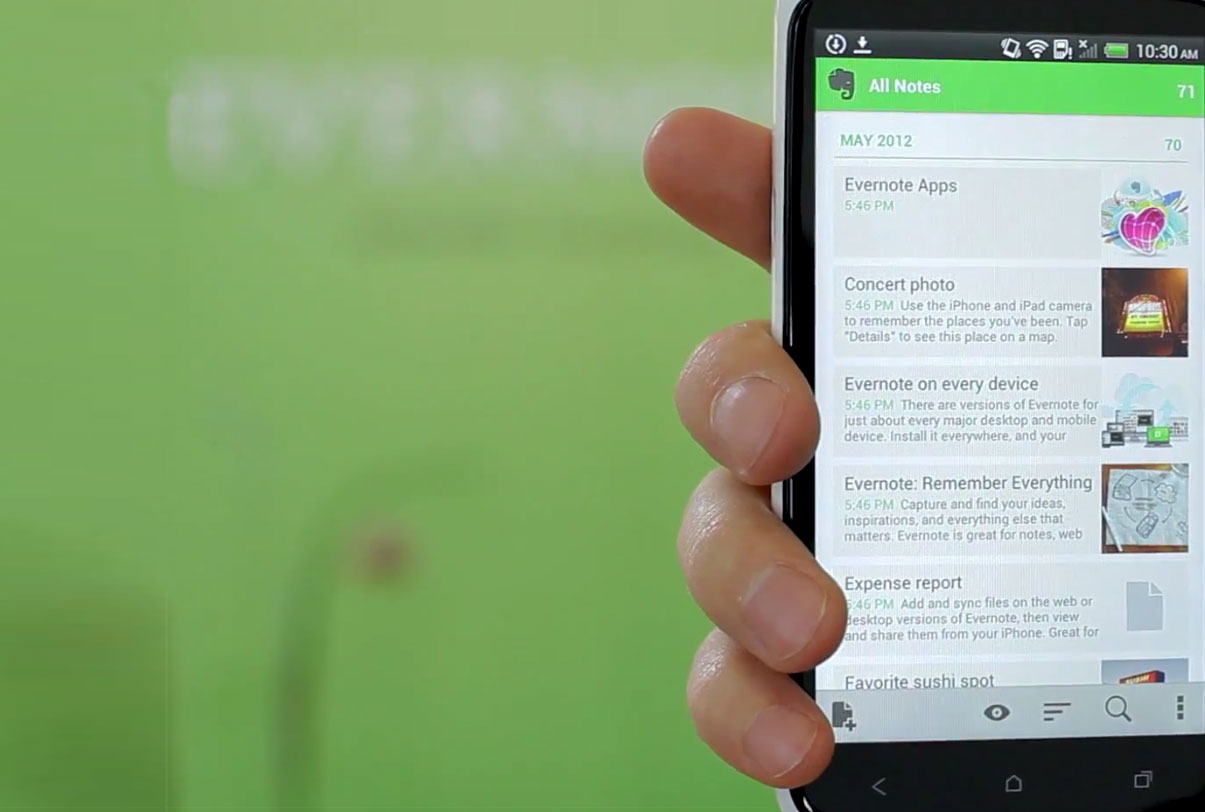 10:30 AM
All Notes 71
MAY 2012 70
Evernote Apps
5:46 PM
Concert photo
5:46 PM Use the iPhone and iPad camera
to remember the places you've been. Tap
"Details" to see this place on a map.
Evernote on every device
5:46 PM There are versions of Evernote for
just about every major desktop and mobile
device. Install it everywhere, and your
Evernote: Remember Everything
5:46 PM Capture and find your ideas,
inspirations, and everything else that
matters. Evernote is great for notes, web
Expense report
5:46 PM Add and sync files on the web or
desktop versions of Evernote, then view
and share them from your iPhone. Great for
Favorite sushi spot